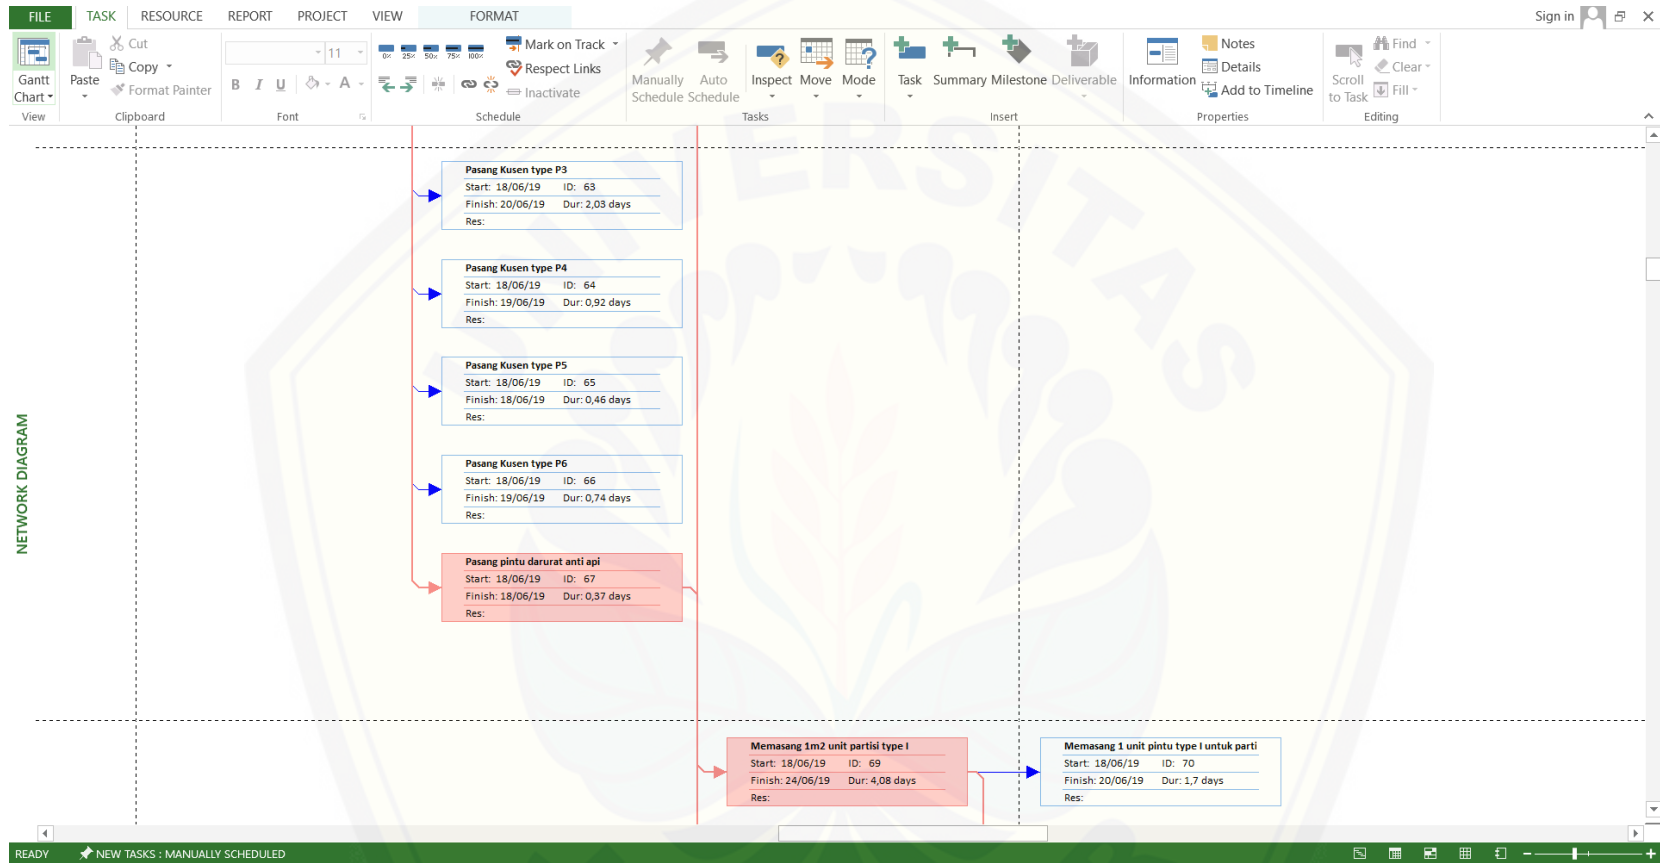 FILE TASK RESOURCE REPORT PROJECT VIEW FORMAT Sign in
Gantt Chart
Paste
Cut
Copy
Format Painter
11
B I U A
0% 25% 50% 75% 100%
Mark on Track
Respect Links
Inactivate
Manually Schedule
Auto Schedule
Inspect
Move
Mode
Task
Summary
Milestone
Deliverable
Information
Notes
Details
Add to Timeline
Scroll to Task
Find
Clear
Fill
View Clipboard Font Schedule Tasks Insert Properties Editing
UNIVERSITAS
NETWORK DIAGRAM
Pasang Kusen type P3
Start: 18/06/19 ID: 63
Finish: 20/06/19 Dur: 2,03 days
Res:
Pasang Kusen type P4
Start: 18/06/19 ID: 64
Finish: 19/06/19 Dur: 0,92 days
Res:
Pasang Kusen type P5
Start: 18/06/19 ID: 65
Finish: 18/06/19 Dur: 0,46 days
Res:
Pasang Kusen type P6
Start: 18/06/19 ID: 66
Finish: 19/06/19 Dur: 0,74 days
Res:
Pasang pintu darurat anti api
Start: 18/06/19 ID: 67
Finish: 18/06/19 Dur: 0,37 days
Res:
Memasang 1m2 unit partisi type I
Start: 18/06/19 ID: 69
Finish: 24/06/19 Dur: 4,08 days
Res:
Memasang 1 unit pintu type I untuk parti
Start: 18/06/19 ID: 70
Finish: 20/06/19 Dur: 1,7 days
Res:
READY NEW TASKS : MANUALLY SCHEDULED